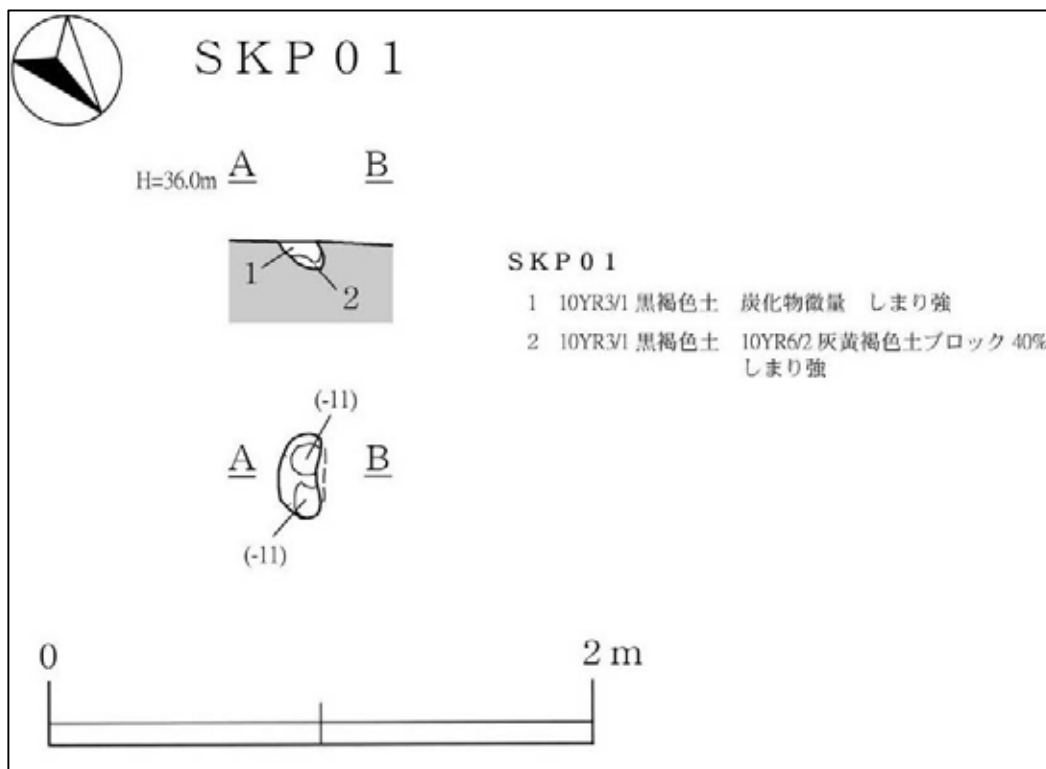 SKP01
H=36.0m A B
1
2
SKP01
1 10YR3/1 黒褐色土 炭化物微量 しまり強
2 10YR3/1 黒褐色土 10YR6/2 灰黄褐色土ブロック 40%
しまり強
(-11)
A B
(-11)
0 2m